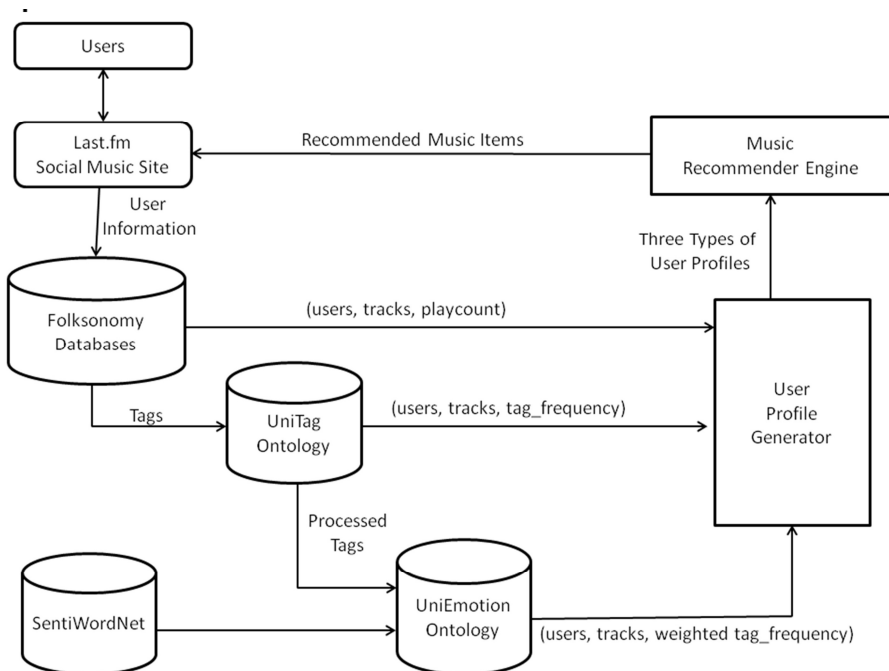 Users
Last.fm
Social Music Site
Recommended Music Items
Music
Recommender Engine
User
Information
Three Types of
User Profiles
Folksonomy
Databases
(users, tracks, playcount)
User
Profile
Generator
Tags
UniTag
Ontology
(users, tracks, tag_frequency)
Processed
Tags
SentiWordNet
UniEmotion
Ontology
(users, tracks, weighted tag_frequency)